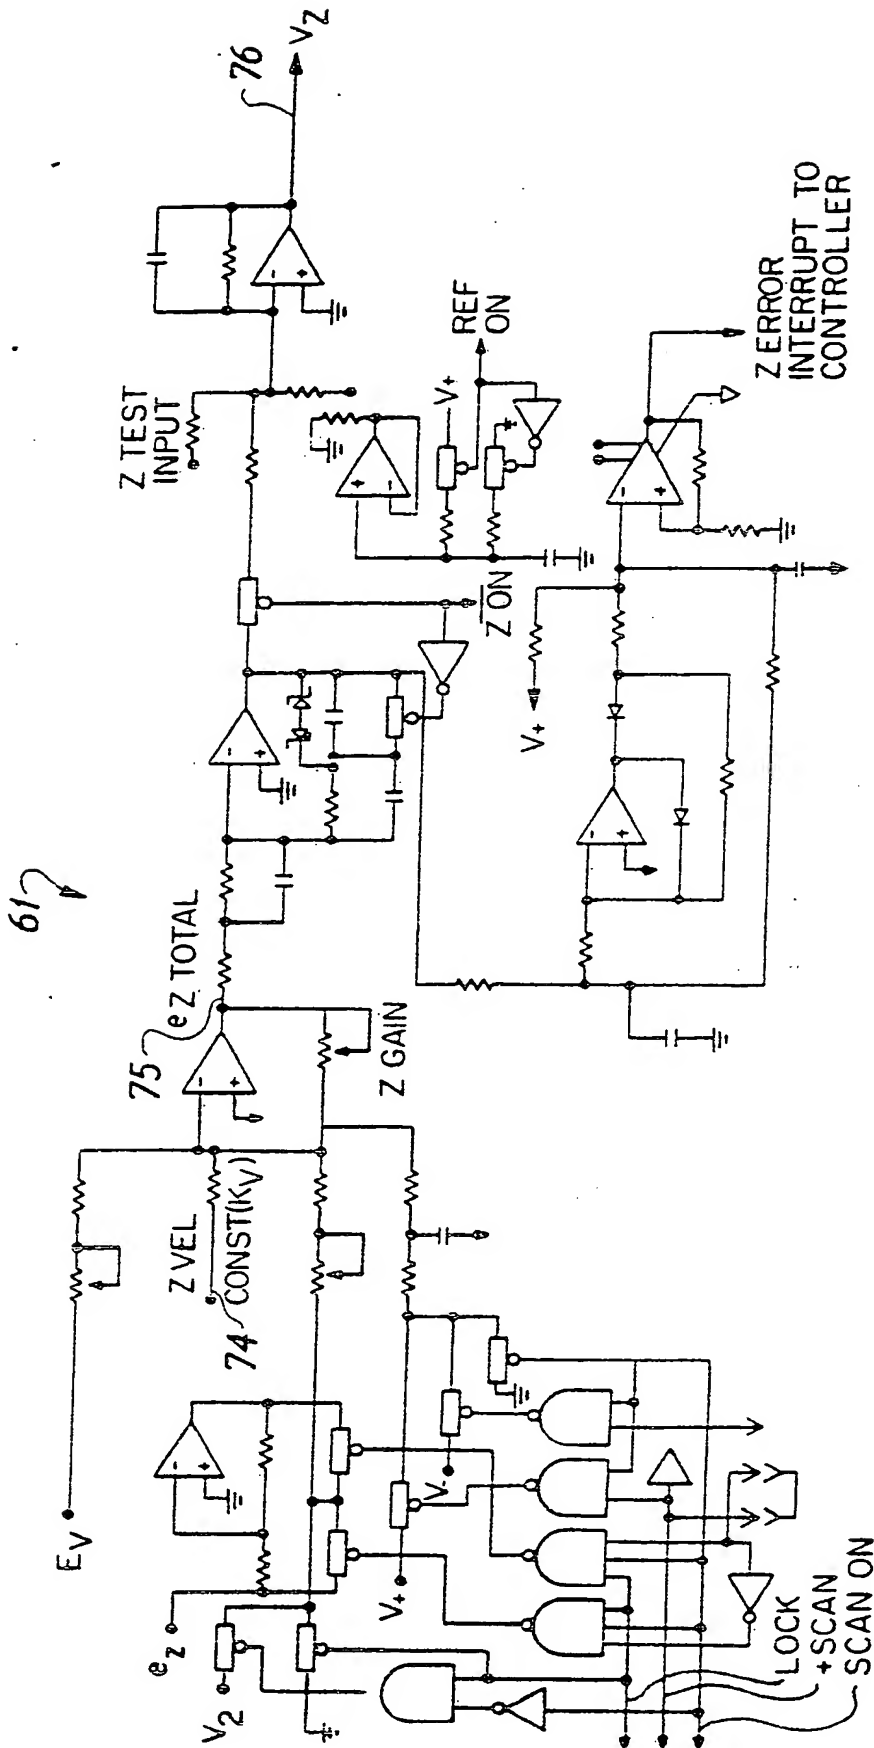 61
76
V_Z
Z TEST
INPUT
75
e_Z TOTAL
E_V
Z VEL
74 CONST(K_V)
Z GAIN
REF
ON
V+
Z ON
V+
Z ERROR
INTERRUPT TO
CONTROLLER
e_Z
V_2
V+
V-
LOCK
+SCAN
SCAN ON